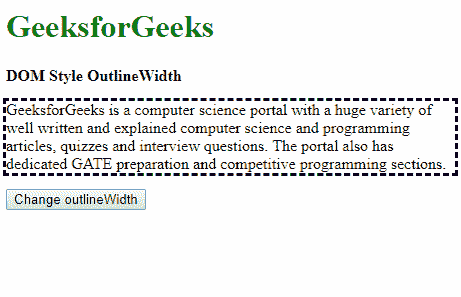 GeeksforGeeks
DOM Style OutlineWidth
GeeksforGeeks is a computer science portal with a huge variety of
well written and explained computer science and programming
articles, quizzes and interview questions. The portal also has
dedicated GATE preparation and competitive programming sections.
Change outlineWidth